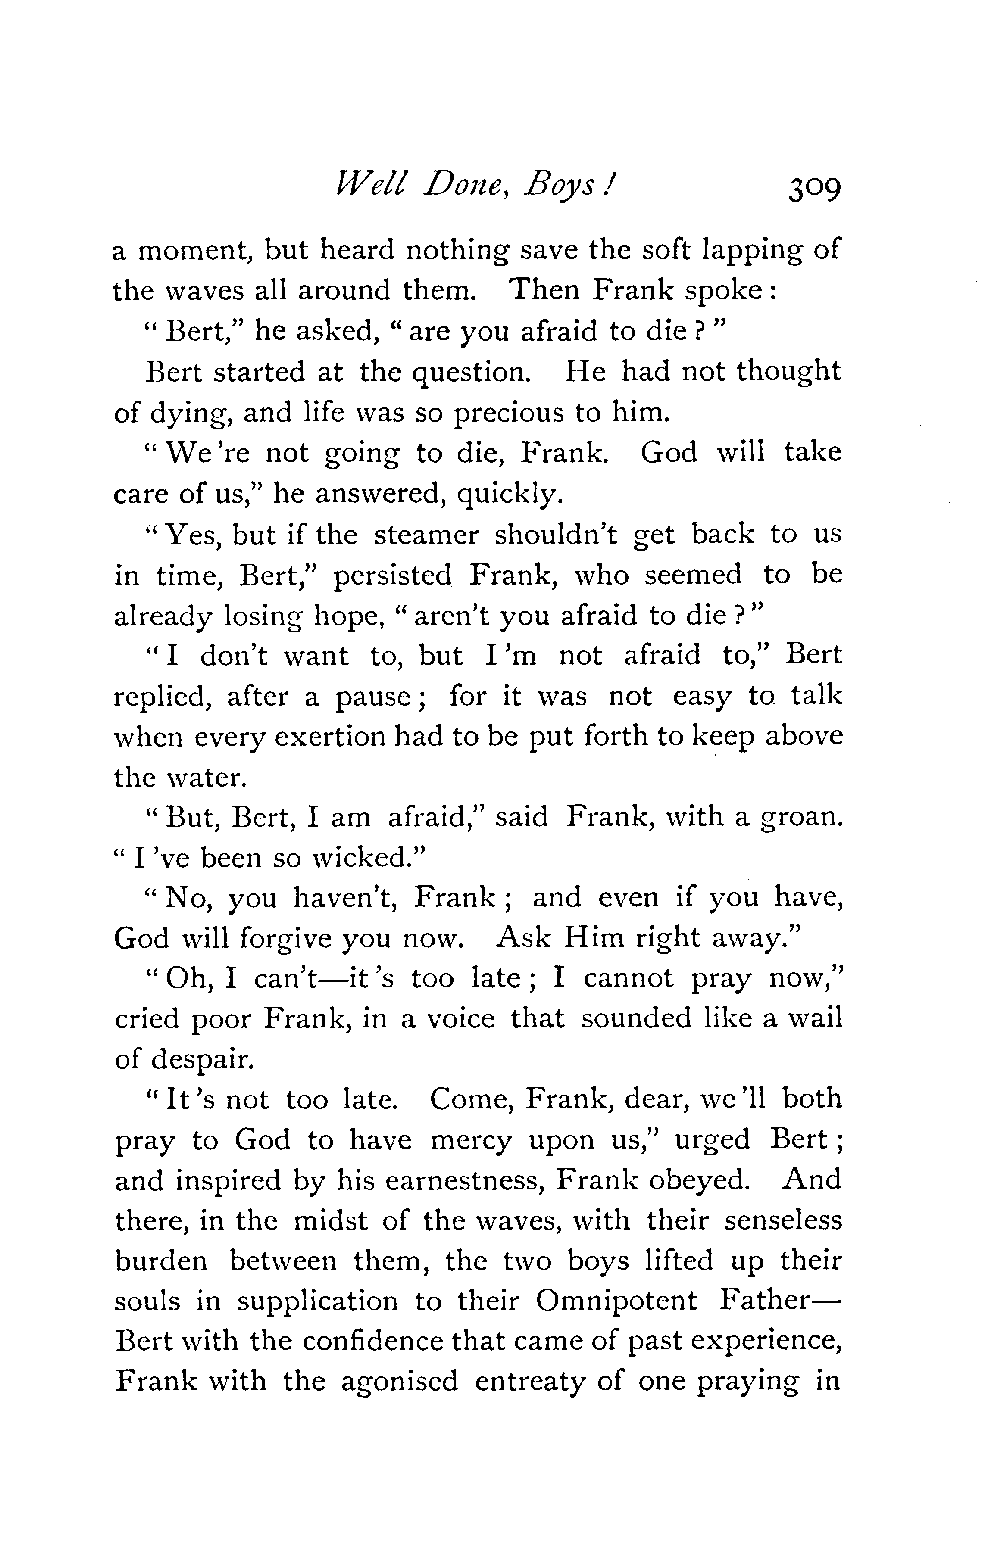 Well Done, Boys! 309
a moment, but heard nothing save the soft lapping of
the waves all around them. Then Frank spoke:
"Bert," he asked, "are you afraid to die?"
Bert started at the question. He had not thought
of dying, and life was so precious to him.
"We're not going to die, Frank. God will take
care of us," he answered, quickly.
"Yes, but if the steamer shouldn't get back to us
in time, Bert," persisted Frank, who seemed to be
already losing hope, "aren't you afraid to die?"
"I don't want to, but I'm not afraid to," Bert
replied, after a pause; for it was not easy to talk
when every exertion had to be put forth to keep above
the water.
"But, Bert, I am afraid," said Frank, with a groan.
"I've been so wicked."
"No, you haven't, Frank; and even if you have,
God will forgive you now. Ask Him right away."
"Oh, I can't—it's too late; I cannot pray now,"
cried poor Frank, in a voice that sounded like a wail
of despair.
"It's not too late. Come, Frank, dear, we'll both
pray to God to have mercy upon us," urged Bert;
and inspired by his earnestness, Frank obeyed. And
there, in the midst of the waves, with their senseless
burden between them, the two boys lifted up their
souls in supplication to their Omnipotent Father—
Bert with the confidence that came of past experience,
Frank with the agonised entreaty of one praying in